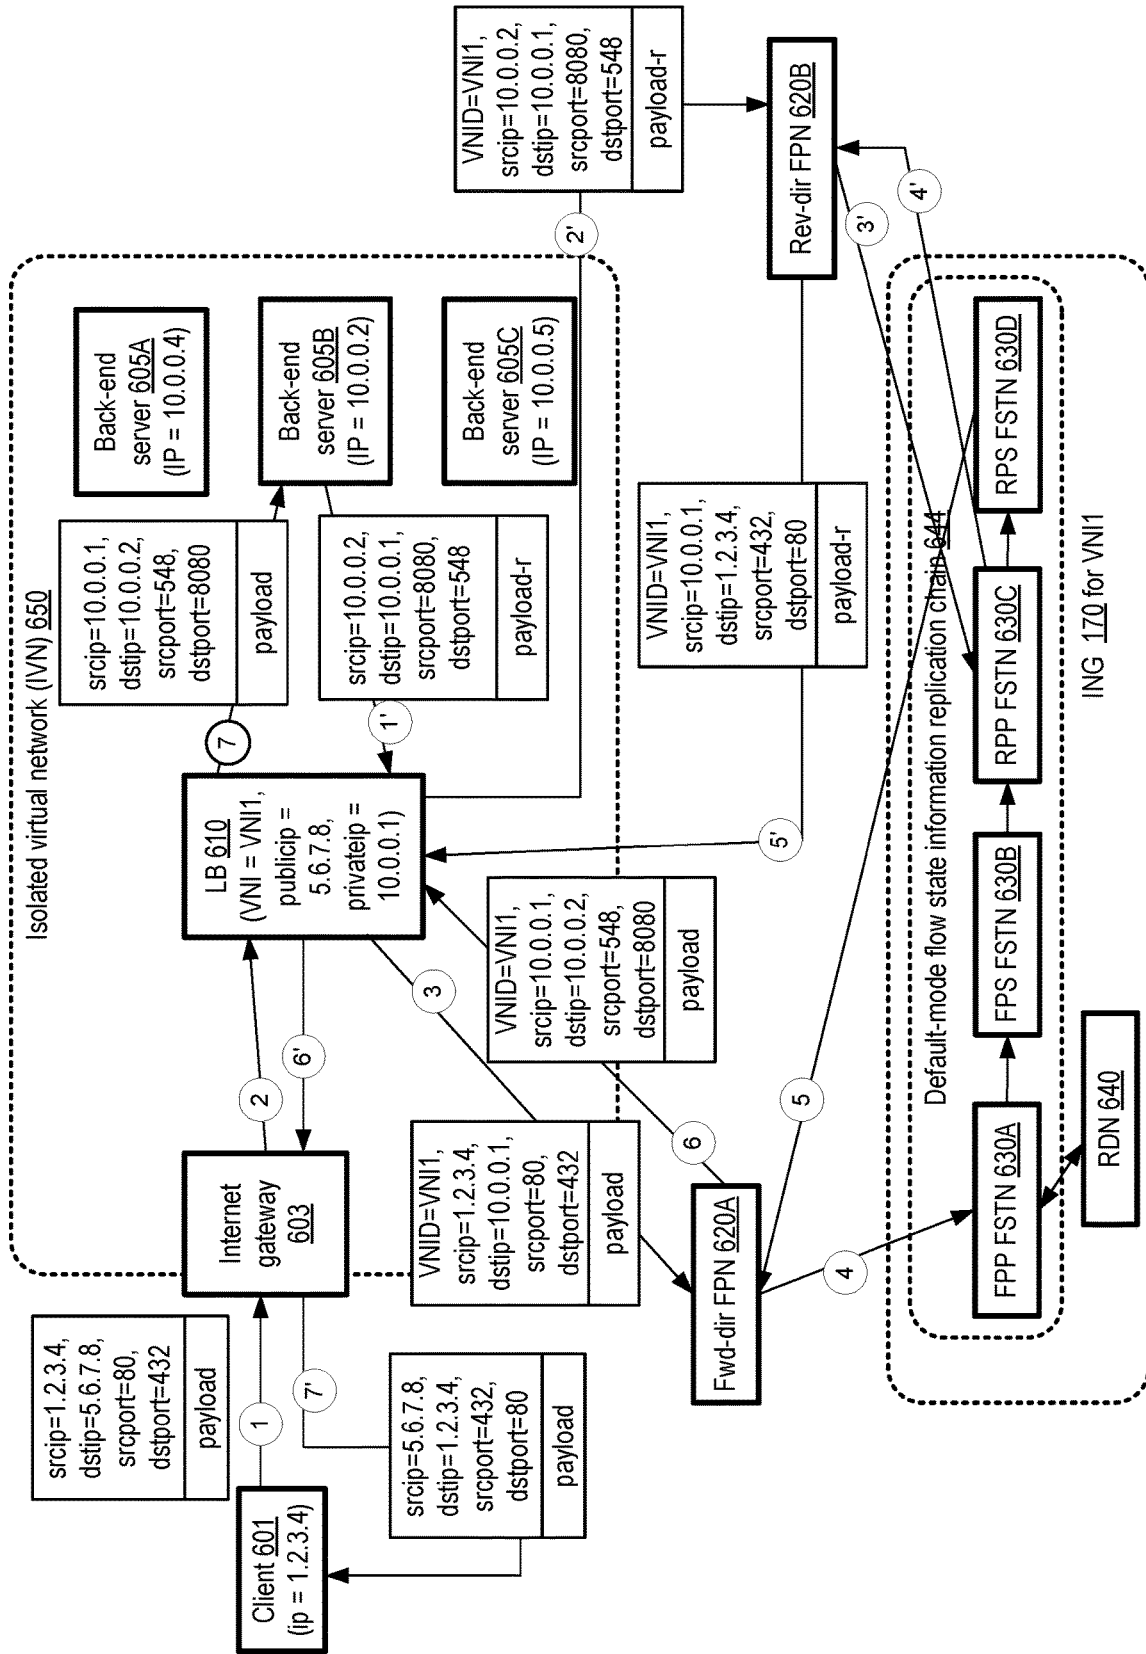 Isolated virtual network (IVN) 650
srcip=1.2.3.4,
dstip=5.6.7.8,
srcport=80,
dstport=432
payload
Client 601
(ip = 1.2.3.4)
1
7'
srcip=5.6.7.8,
dstip=1.2.3.4,
srcport=432,
dstport=80
payload
Internet
gateway
603
2
6'
LB 610
(VNI = VNI1,
publicip =
5.6.7.8,
privateip =
10.0.0.1)
7
srcip=10.0.0.1,
dstip=10.0.0.2,
srcport=548,
dstport=8080
payload
1'
srcip=10.0.0.2,
dstip=10.0.0.1,
srcport=8080,
dstport=548
payload-r
Back-end
server 605A
(IP = 10.0.0.4)
Back-end
server 605B
(IP = 10.0.0.2)
Back-end
server 605C
(IP = 10.0.0.5)
3
VNID=VNI1,
srcip=1.2.3.4,
dstip=10.0.0.1,
srcport=80,
dstport=432
payload
VNID=VNI1,
srcip=10.0.0.1,
dstip=10.0.0.2,
srcport=548,
dstport=8080
payload
6
5'
VNID=VNI1,
srcip=10.0.0.1,
dstip=1.2.3.4,
srcport=432,
dstport=80
payload-r
2'
VNID=VNI1,
srcip=10.0.0.2,
dstip=10.0.0.1,
srcport=8080,
dstport=548
payload-r
Fwd-dir FPN 620A
Rev-dir FPN 620B
4
5
3'
4'
Default-mode flow state information replication chain 644
FPP FSTN 630A
FPS FSTN 630B
RPP FSTN 630C
RPS FSTN 630D
RDN 640
ING 170 for VNI1